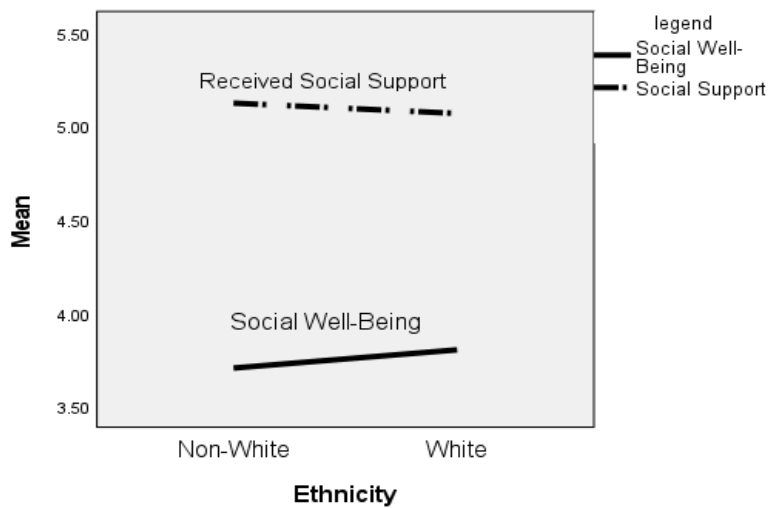 legend
Social Well-
Being
Social Support
5.50
Received Social Support
5.00
4.50
Mean
4.00
Social Well-Being
3.50
Non-White
White
Ethnicity